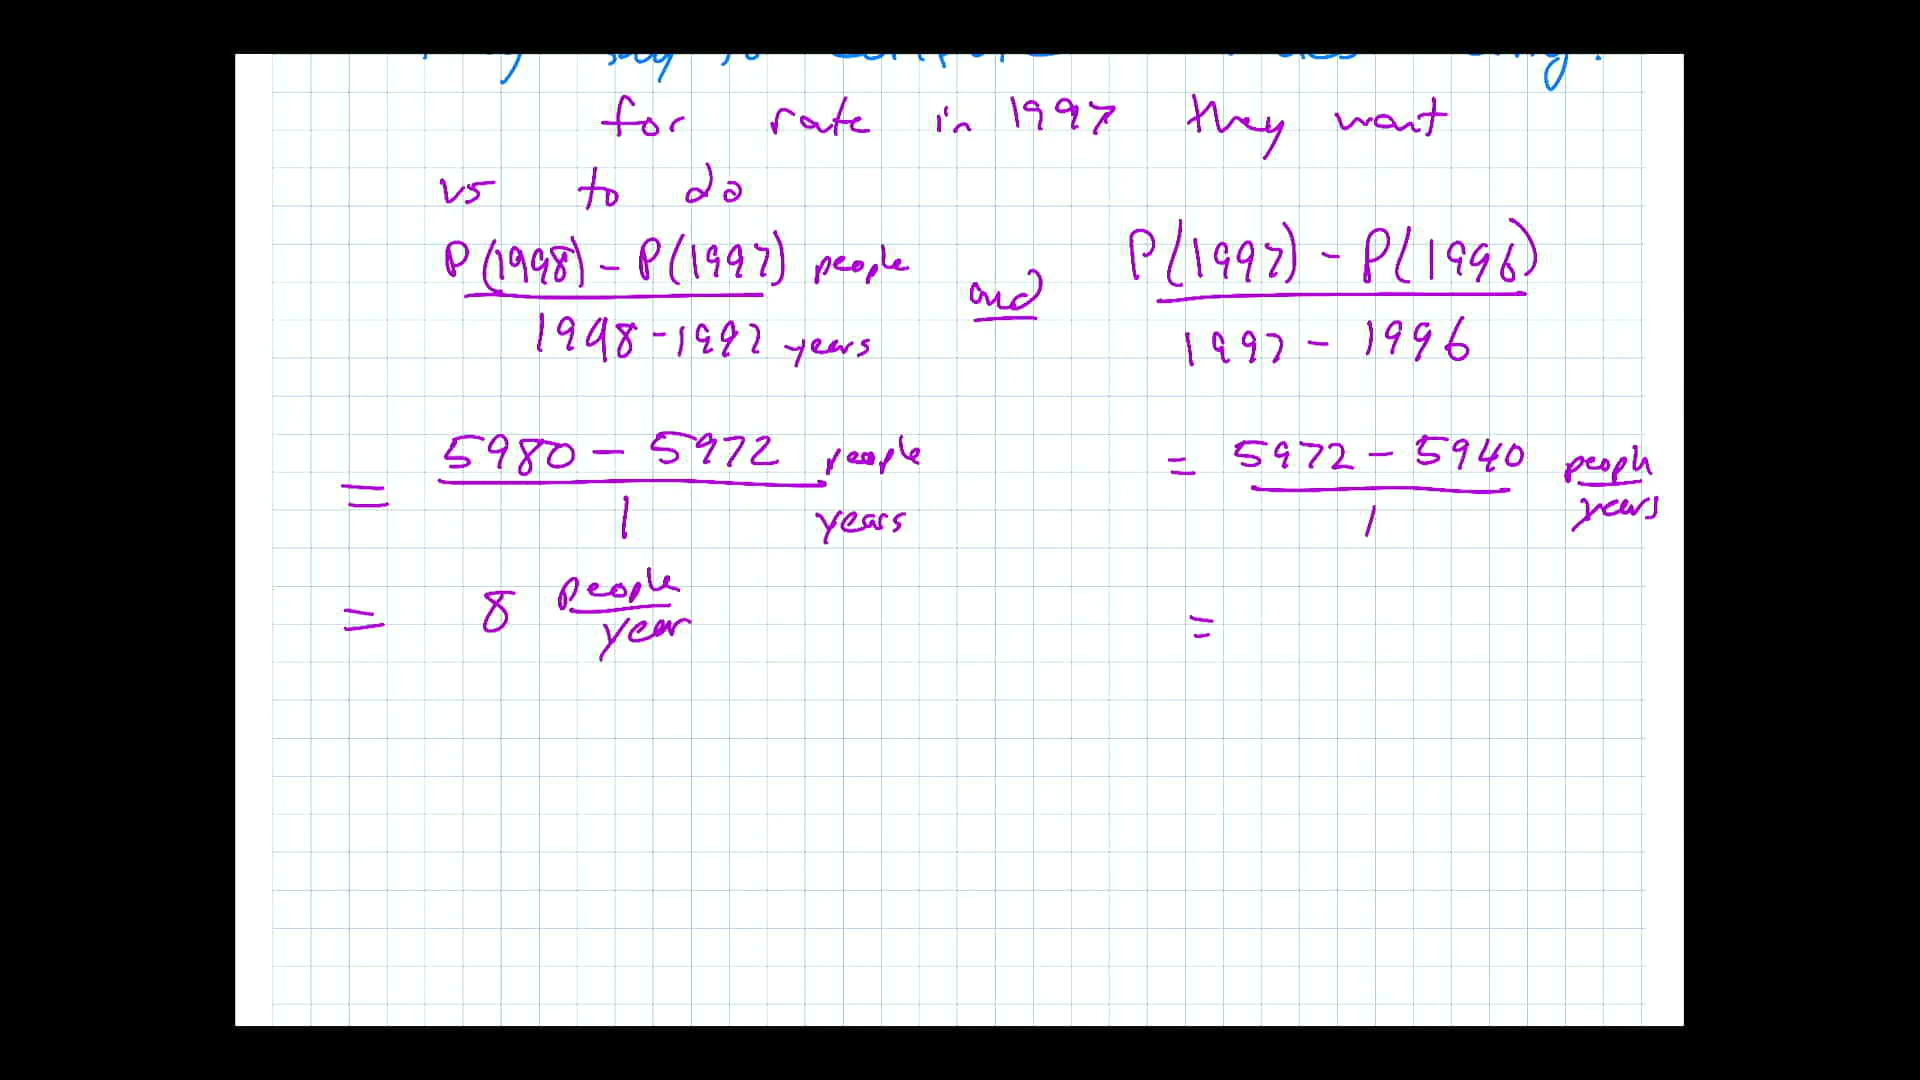 say
for rate in 1997 they want
us to do
P(1998) - P(1997) people and P(1997) - P(1996)
1998 - 1997 years 1997 - 1996
= 5980 - 5972 people = 5972 - 5940 people
1 years 1 years
= 8 people =
year